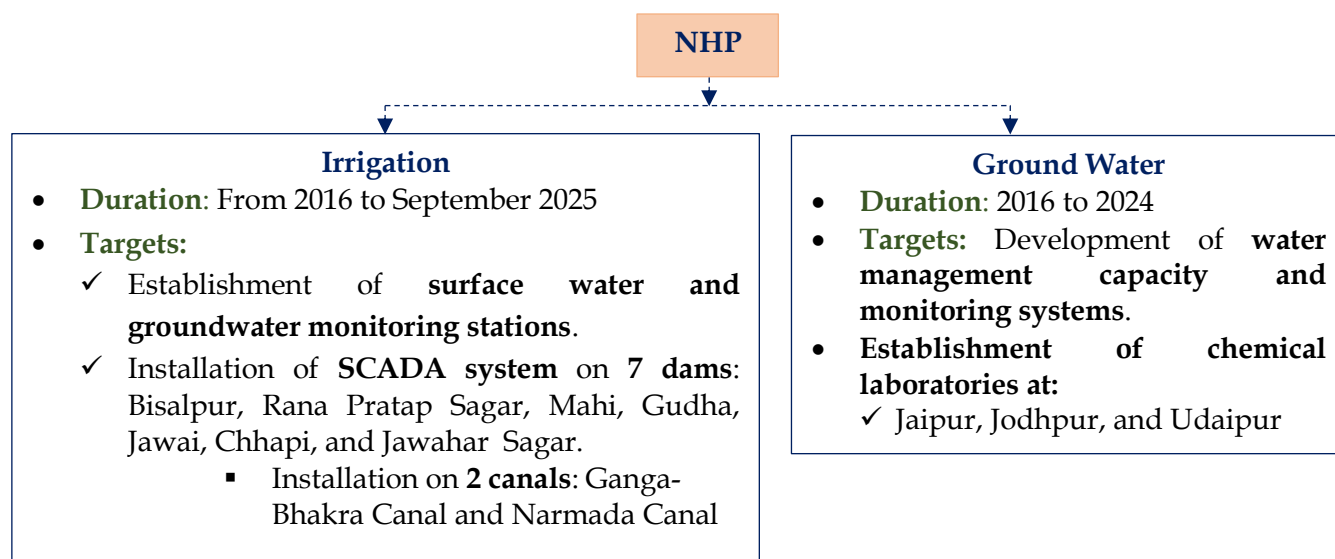 NHP
Irrigation
• Duration: From 2016 to September 2025
• Targets:
✓ Establishment of surface water and
groundwater monitoring stations.
✓ Installation of SCADA system on 7 dams:
Bisalpur, Rana Pratap Sagar, Mahi, Gudha,
Jawai, Chhapi, and Jawahar Sagar.
▪ Installation on 2 canals: Ganga-
Bhakra Canal and Narmada Canal
Ground Water
• Duration: 2016 to 2024
• Targets: Development of water
management capacity and
monitoring systems.
• Establishment of chemical
laboratories at:
✓ Jaipur, Jodhpur, and Udaipur